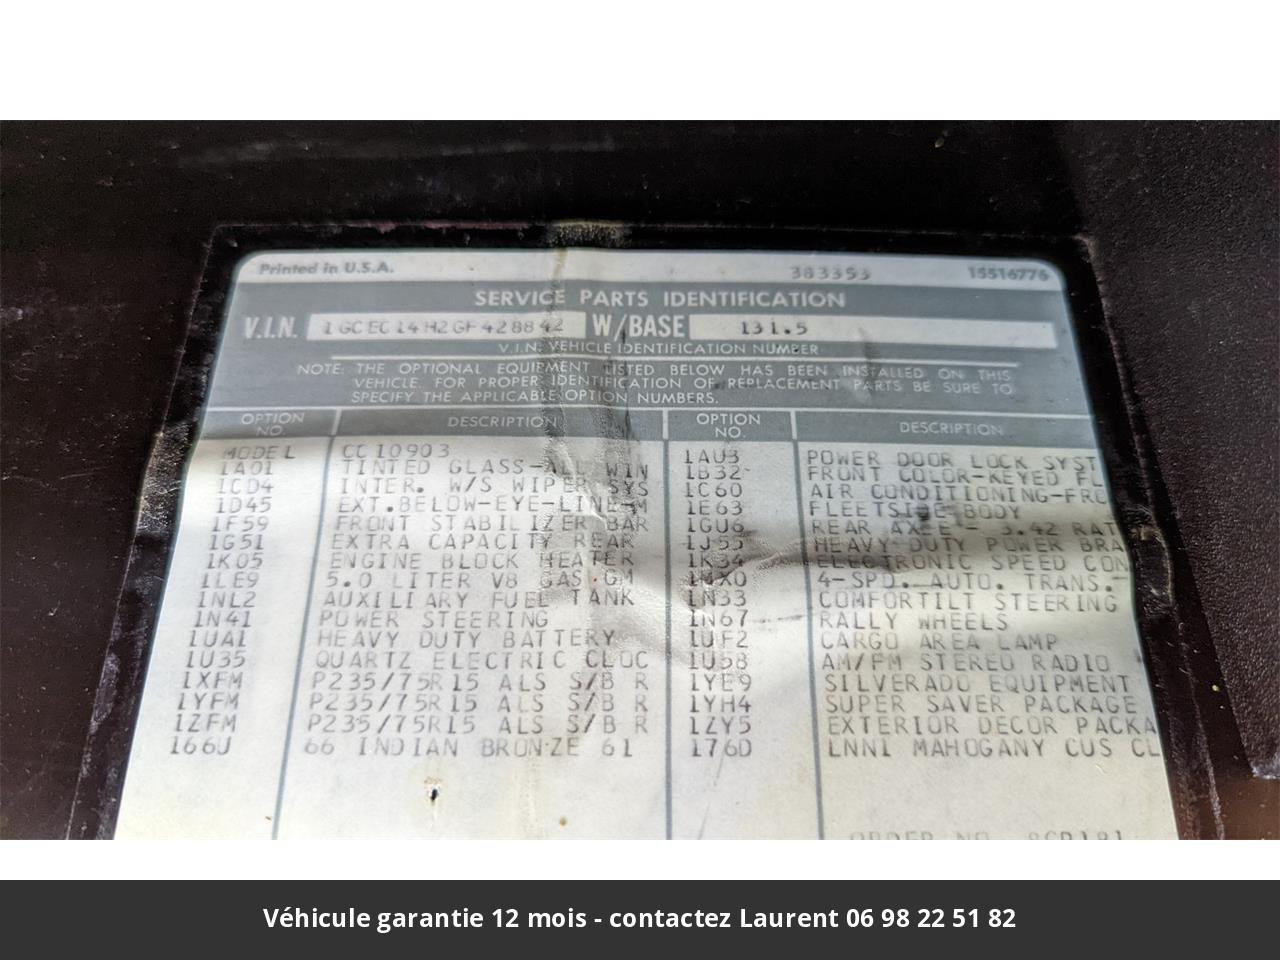 Printed in U.S.A. 383353 15516776
SERVICE PARTS IDENTIFICATION
V.I.N. 1GCEC14H2GF428842 W/BASE 131.5
V.I.N. VEHICLE IDENTIFICATION NUMBER
NOTE: THE OPTIONAL EQUIPMENT LISTED BELOW HAS BEEN INSTALLED ON THIS
VEHICLE. FOR PROPER IDENTIFICATION OF REPLACEMENT PARTS BE SURE TO
SPECIFY THE APPLICABLE OPTION NUMBERS.
OPTION NO. DESCRIPTION OPTION NO. DESCRIPTION
MODEL CC10903 1AU3 POWER DOOR LOCK SYST
1A01 TINTED GLASS-ALL WIN 1B32 FRONT COLOR-KEYED FL
1CD4 INTER. W/S WIPER SYS 1C60 AIR CONDITIONING-FRO
1D45 EXT.BELOW-EYE-LINE-M 1E63 FLEETSIDE BODY
1F59 FRONT STABILIZER BAR 1GU6 REAR AXLE - 3.42 RAT
1G51 EXTRA CAPACITY REAR 1J55 HEAVY DUTY POWER BRA
1K05 ENGINE BLOCK HEATER 1K34 ELECTRONIC SPEED CON
1LE9 5.0 LITER V8 GAS GM 1MX0 4-SPD. AUTO. TRANS.-
1NL2 AUXILIARY FUEL TANK 1N33 COMFORTILT STEERING
1N41 POWER STEERING 1N67 RALLY WHEELS
1UA1 HEAVY DUTY BATTERY 1UF2 CARGO AREA LAMP
1U35 QUARTZ ELECTRIC CLOC 1U58 AM/FM STEREO RADIO
1XFM P235/75R15 ALS S/B R 1YE9 SILVERADO EQUIPMENT
1YFM P235/75R15 ALS S/B R 1YH4 SUPER SAVER PACKAGE
1ZFM P235/75R15 ALS S/B R 1ZY5 EXTERIOR DECOR PACKA
166U 66 INDIAN BRONZE 61 176D LNN1 MAHOGANY CUS CL
ORDER NO.
Véhicule garantie 12 mois - contactez Laurent 06 98 22 51 82